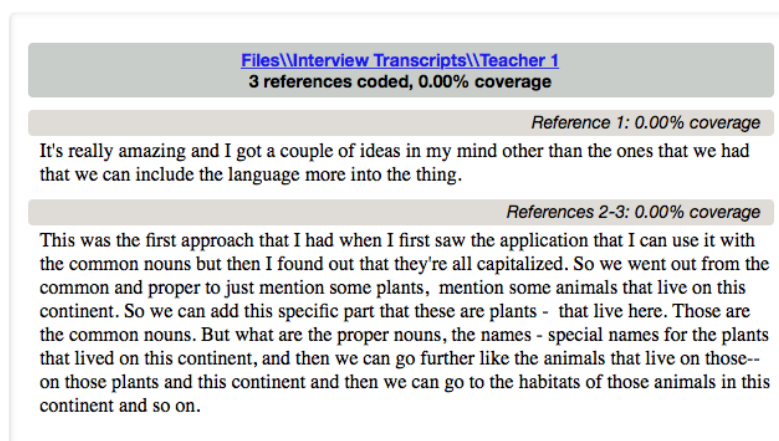 Files\\Interview Transcripts\\Teacher 1
3 references coded, 0.00% coverage
Reference 1: 0.00% coverage
It's really amazing and I got a couple of ideas in my mind other than the ones that we had
that we can include the language more into the thing.
References 2-3: 0.00% coverage
This was the first approach that I had when I first saw the application that I can use it with
the common nouns but then I found out that they're all capitalized. So we went out from the
common and proper to just mention some plants,  mention some animals that live on this
continent. So we can add this specific part that these are plants -  that live here. Those are
the common nouns. But what are the proper nouns, the names - special names for the plants
that lived on this continent, and then we can go further like the animals that live on those--
on those plants and this continent and then we can go to the habitats of those animals in this
continent and so on.